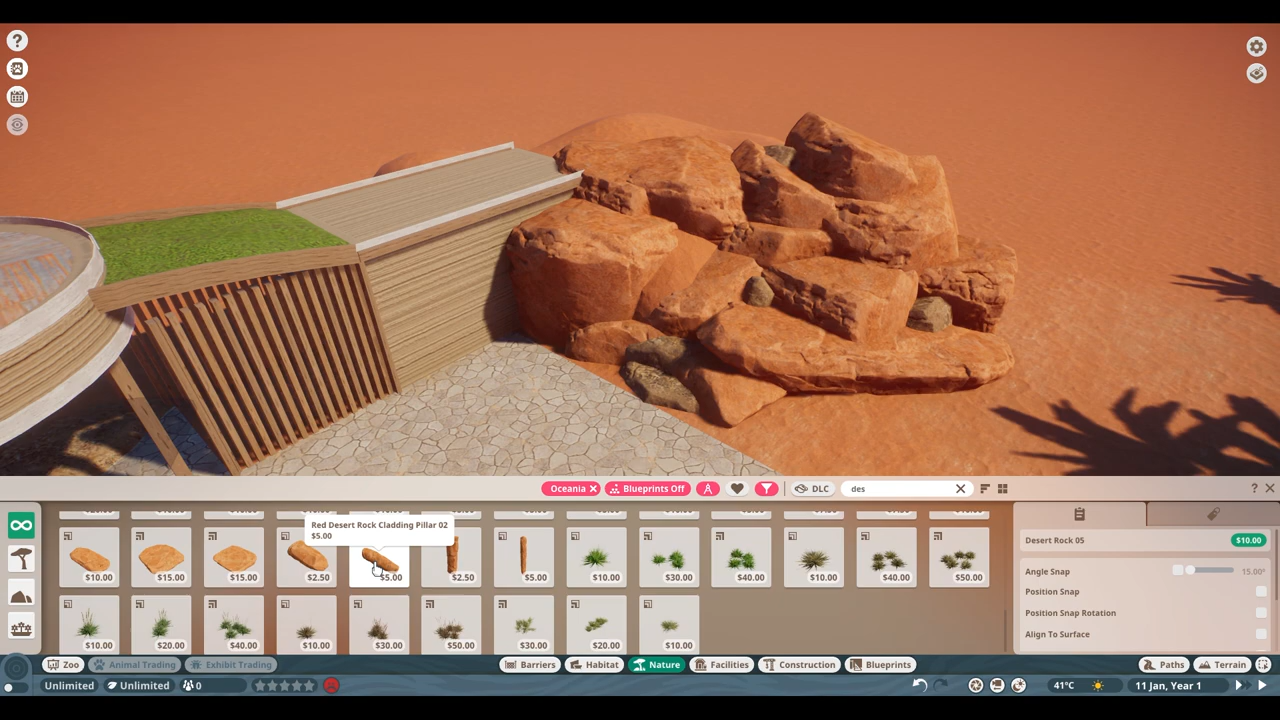 Oceania
Blueprints Off
DLC
des
Red Desert Rock Cladding Pillar 02
$5.00
$10.00
$15.00
$15.00
$2.50
$5.00
$2.50
$5.00
$10.00
$30.00
$40.00
$10.00
$40.00
$50.00
$10.00
$20.00
$40.00
$10.00
$30.00
$50.00
$30.00
$20.00
$10.00
Desert Rock 05
$10.00
Angle Snap
15.00°
Position Snap
Position Snap Rotation
Align To Surface
Zoo
Animal Trading
Exhibit Trading
Barriers
Habitat
Nature
Facilities
Construction
Blueprints
Paths
Terrain
Unlimited
Unlimited
0
41°C
11 Jan, Year 1